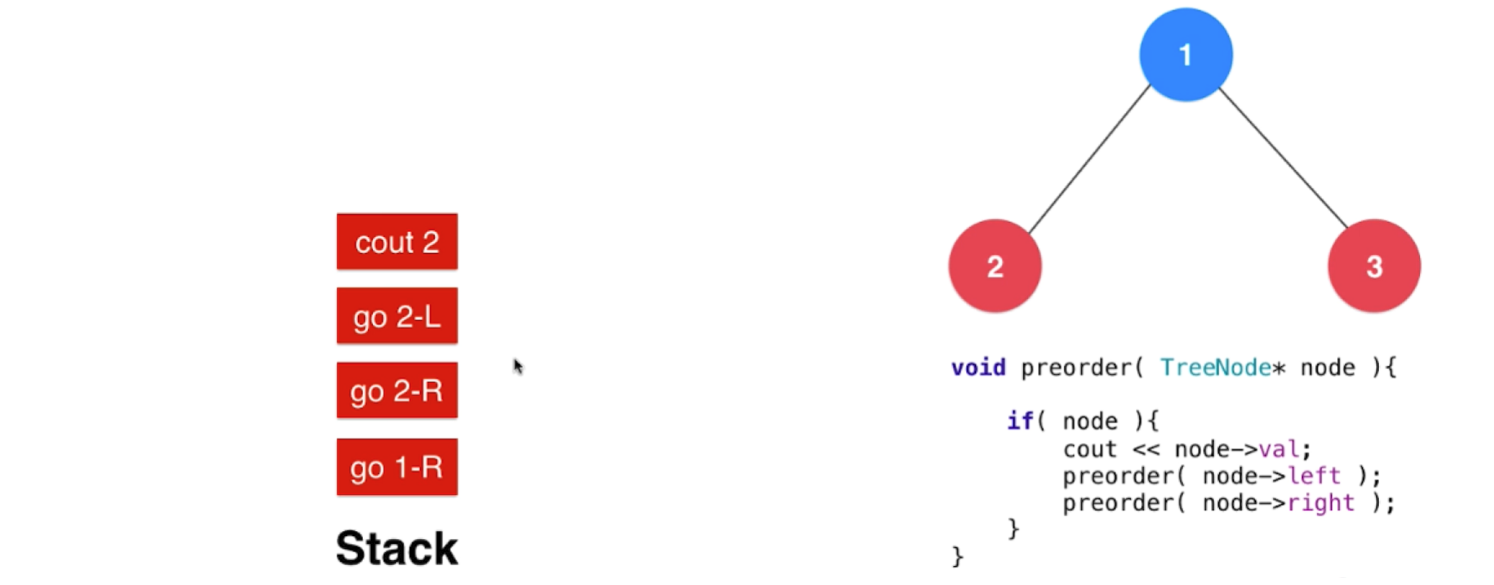 1
2
3
cout 2
go 2-L
go 2-R
go 1-R
Stack
void preorder( TreeNode* node ){
if( node ){
cout << node->val;
preorder( node->left );
preorder( node->right );
}
}